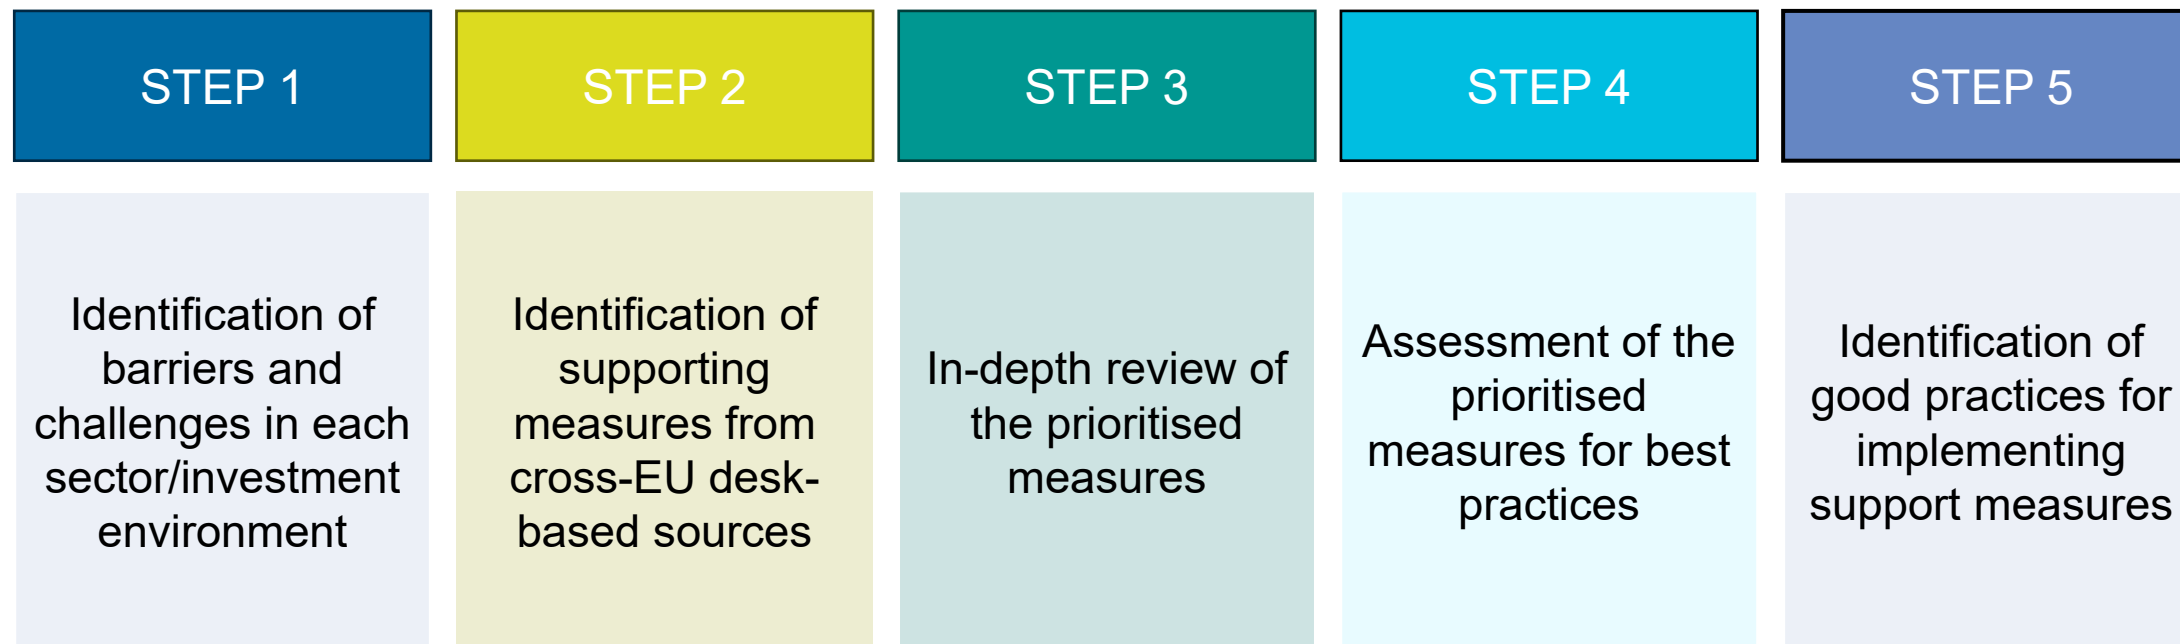 STEP 1
Identification of
barriers and
challenges in each
sector/investment
environment
STEP 2
Identification of
supporting
measures from
cross-EU desk-
based sources
STEP 3
In-depth review of
the prioritised
measures
STEP 4
Assessment of the
prioritised
measures for best
practices
STEP 5
Identification of
good practices for
implementing
support measures